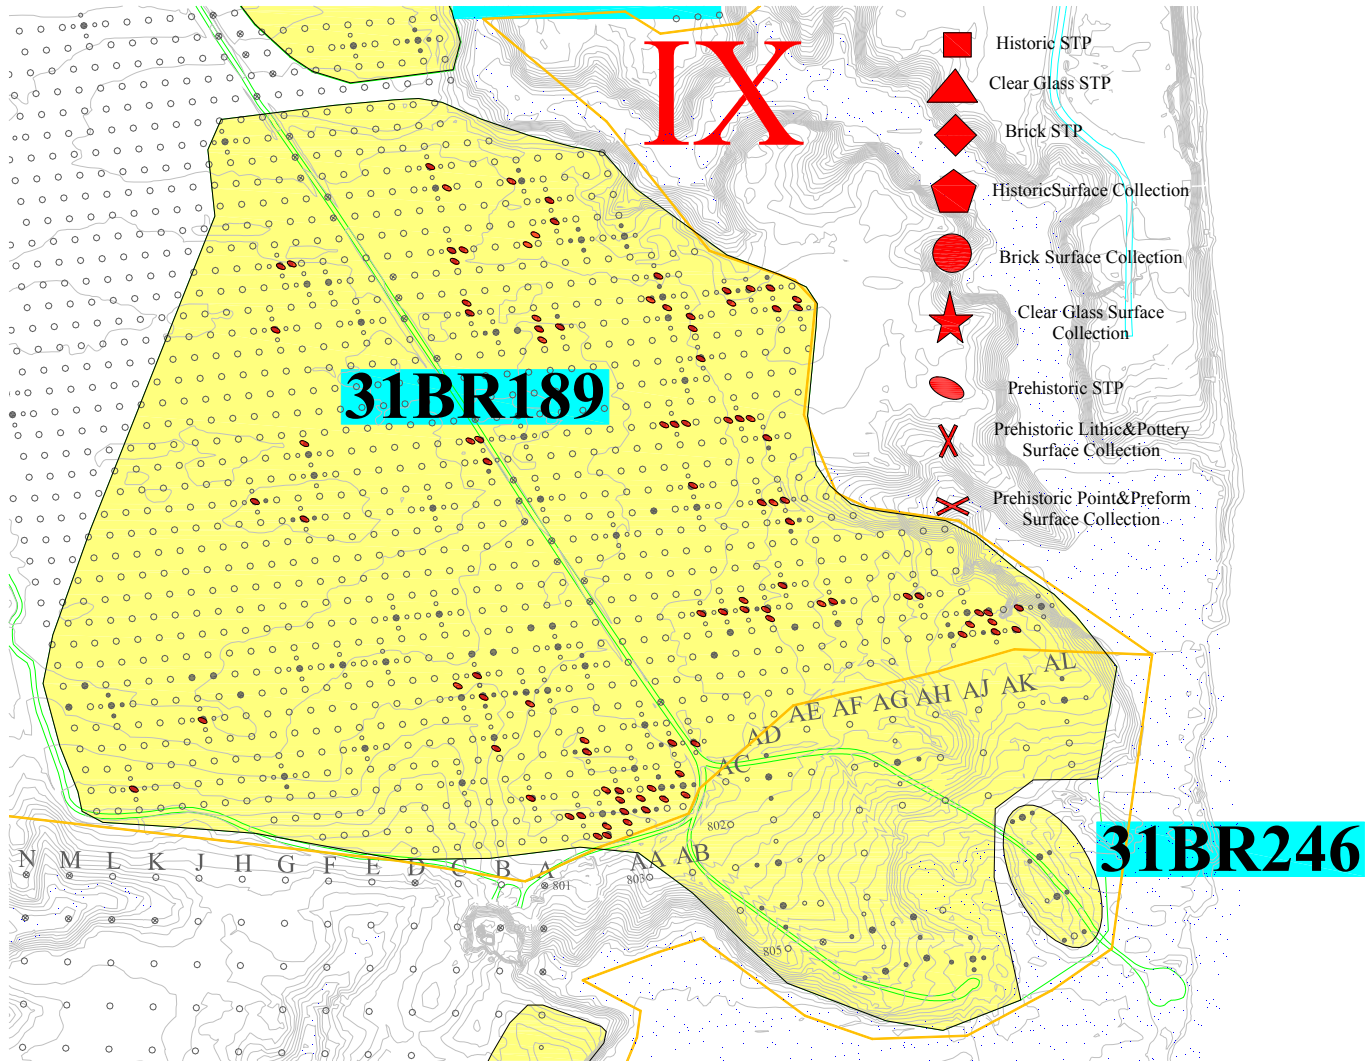 IX
Historic STP
Clear Glass STP
Brick STP
HistoricSurface Collection
Brick Surface Collection
Clear Glass Surface
Collection
Prehistoric STP
Prehistoric Lithic&Pottery
Surface Collection
Prehistoric Point&Preform
Surface Collection
31BR189
AL
AE AF AG AH AJ AK
AD
AC
802
31BR246
N M L K J H G F E D C B A AA AB
801
803
805